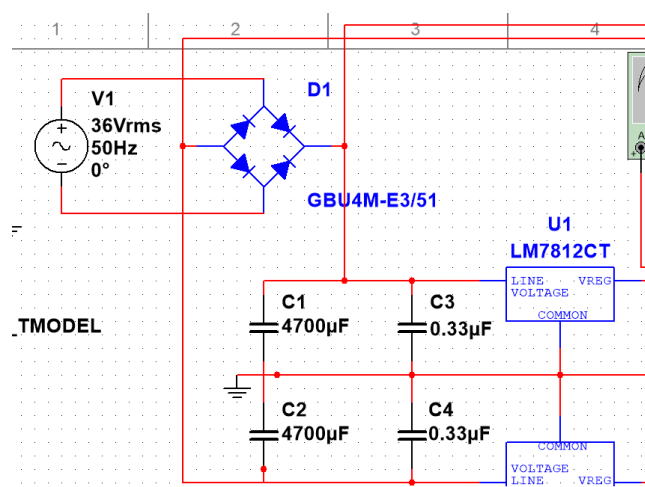 1 2 3 4
V1
36Vrms
50Hz
0°
D1
GBU4M-E3/51
A
U1
LM7812CT
LINE VREG
VOLTAGE
COMMON
_TMODEL
C1
4700µF
C3
0.33µF
C2
4700µF
C4
0.33µF
COMMON
VOLTAGE
LINE VREG